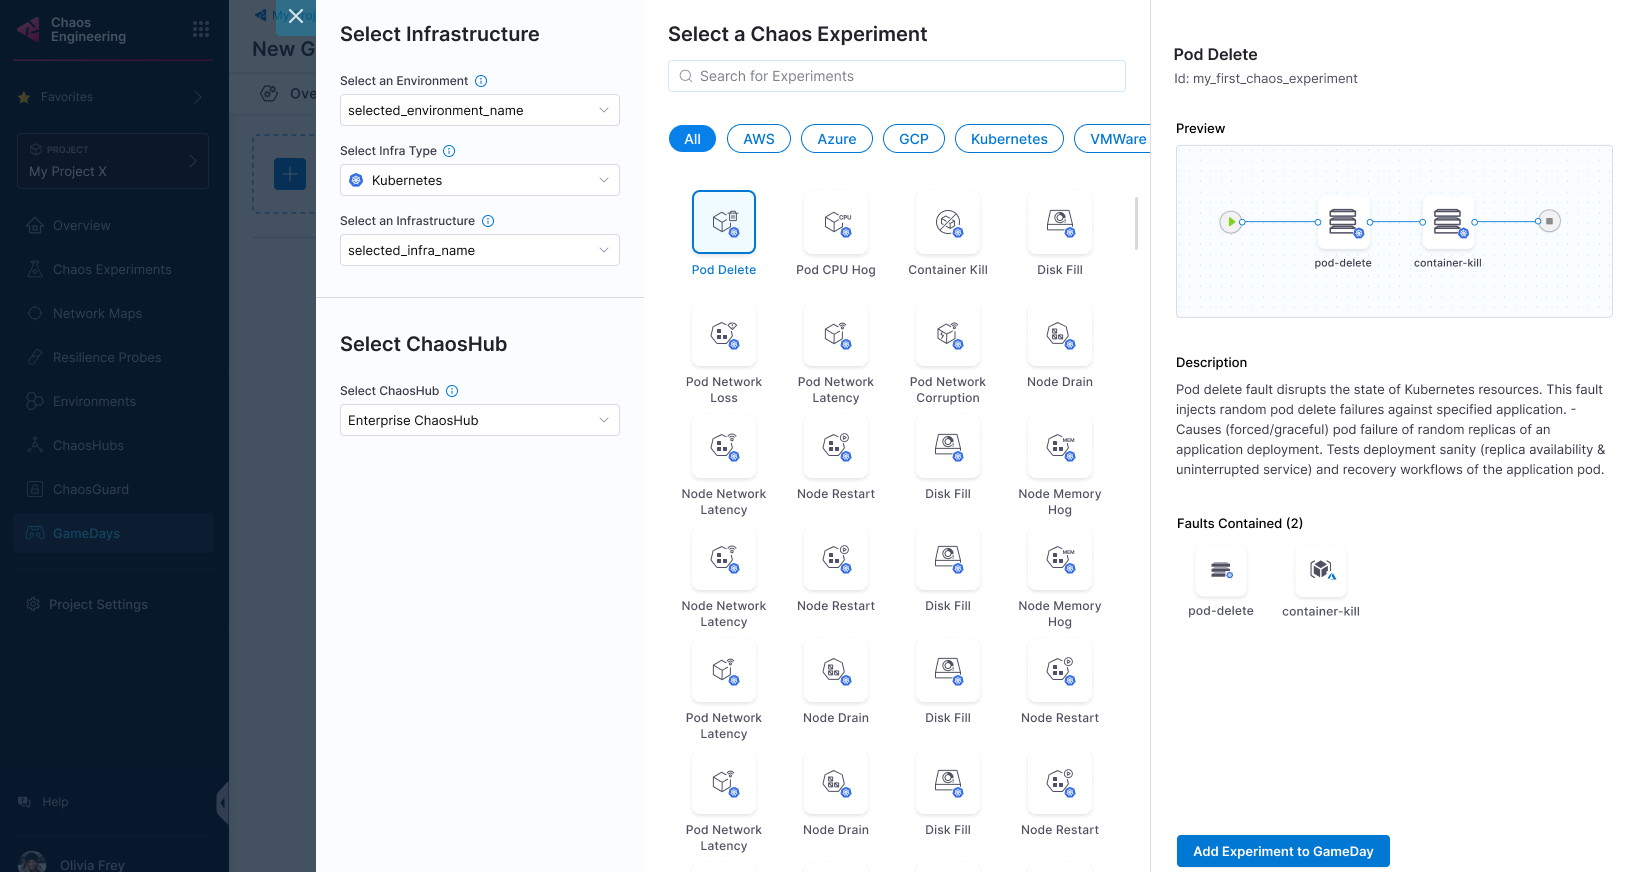 Chaos
Engineering
Favorites
PROJECT
My Project X
Overview
Chaos Experiments
Network Maps
Resilience Probes
Environments
ChaosHubs
ChaosGuard
GameDays
Project Settings
Help
Olivia Frey
New G
Ove
Select Infrastructure
Select an Environment
selected_environment_name
Select Infra Type
Kubernetes
Select an Infrastructure
selected_infra_name
Select ChaosHub
Select ChaosHub
Enterprise ChaosHub
Select a Chaos Experiment
Search for Experiments
All AWS Azure GCP Kubernetes VMWare
CPU
Pod Delete Pod CPU Hog Container Kill Disk Fill
Pod Network Pod Network Pod Network Node Drain
Loss Latency Corruption
MEM
Node Network Node Restart Disk Fill Node Memory
Latency Hog
MEM
Node Network Node Restart Disk Fill Node Memory
Latency Hog
Pod Network Node Drain Disk Fill Node Restart
Latency
Pod Network Node Drain Disk Fill Node Restart
Latency
Pod Delete
Id: my_first_chaos_experiment
Preview
pod-delete container-kill
Description
Pod delete fault disrupts the state of Kubernetes resources. This fault
injects random pod delete failures against specified application. -
Causes (forced/graceful) pod failure of random replicas of an
application deployment. Tests deployment sanity (replica availability &
uninterrupted service) and recovery workflows of the application pod.
Faults Contained (2)
pod-delete container-kill
Add Experiment to GameDay